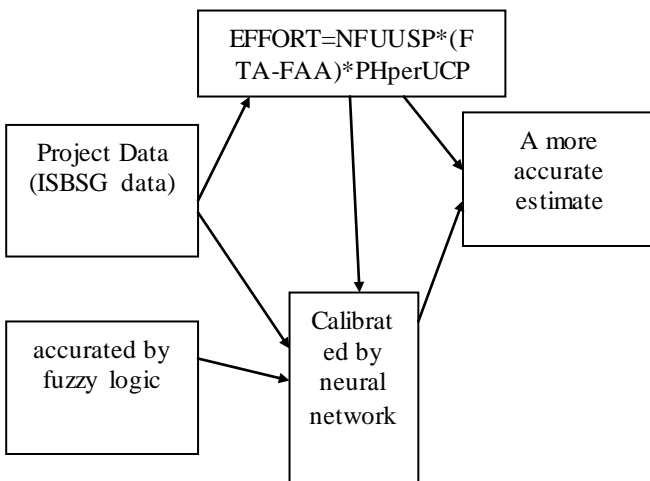 EFFORT=NFUUSP*(F
TA-FAA)*PHperUCP
Project Data
(ISBSG data)
A more
accurate
estimate
accurated by
fuzzy logic
Calibrat
ed by
neural
network